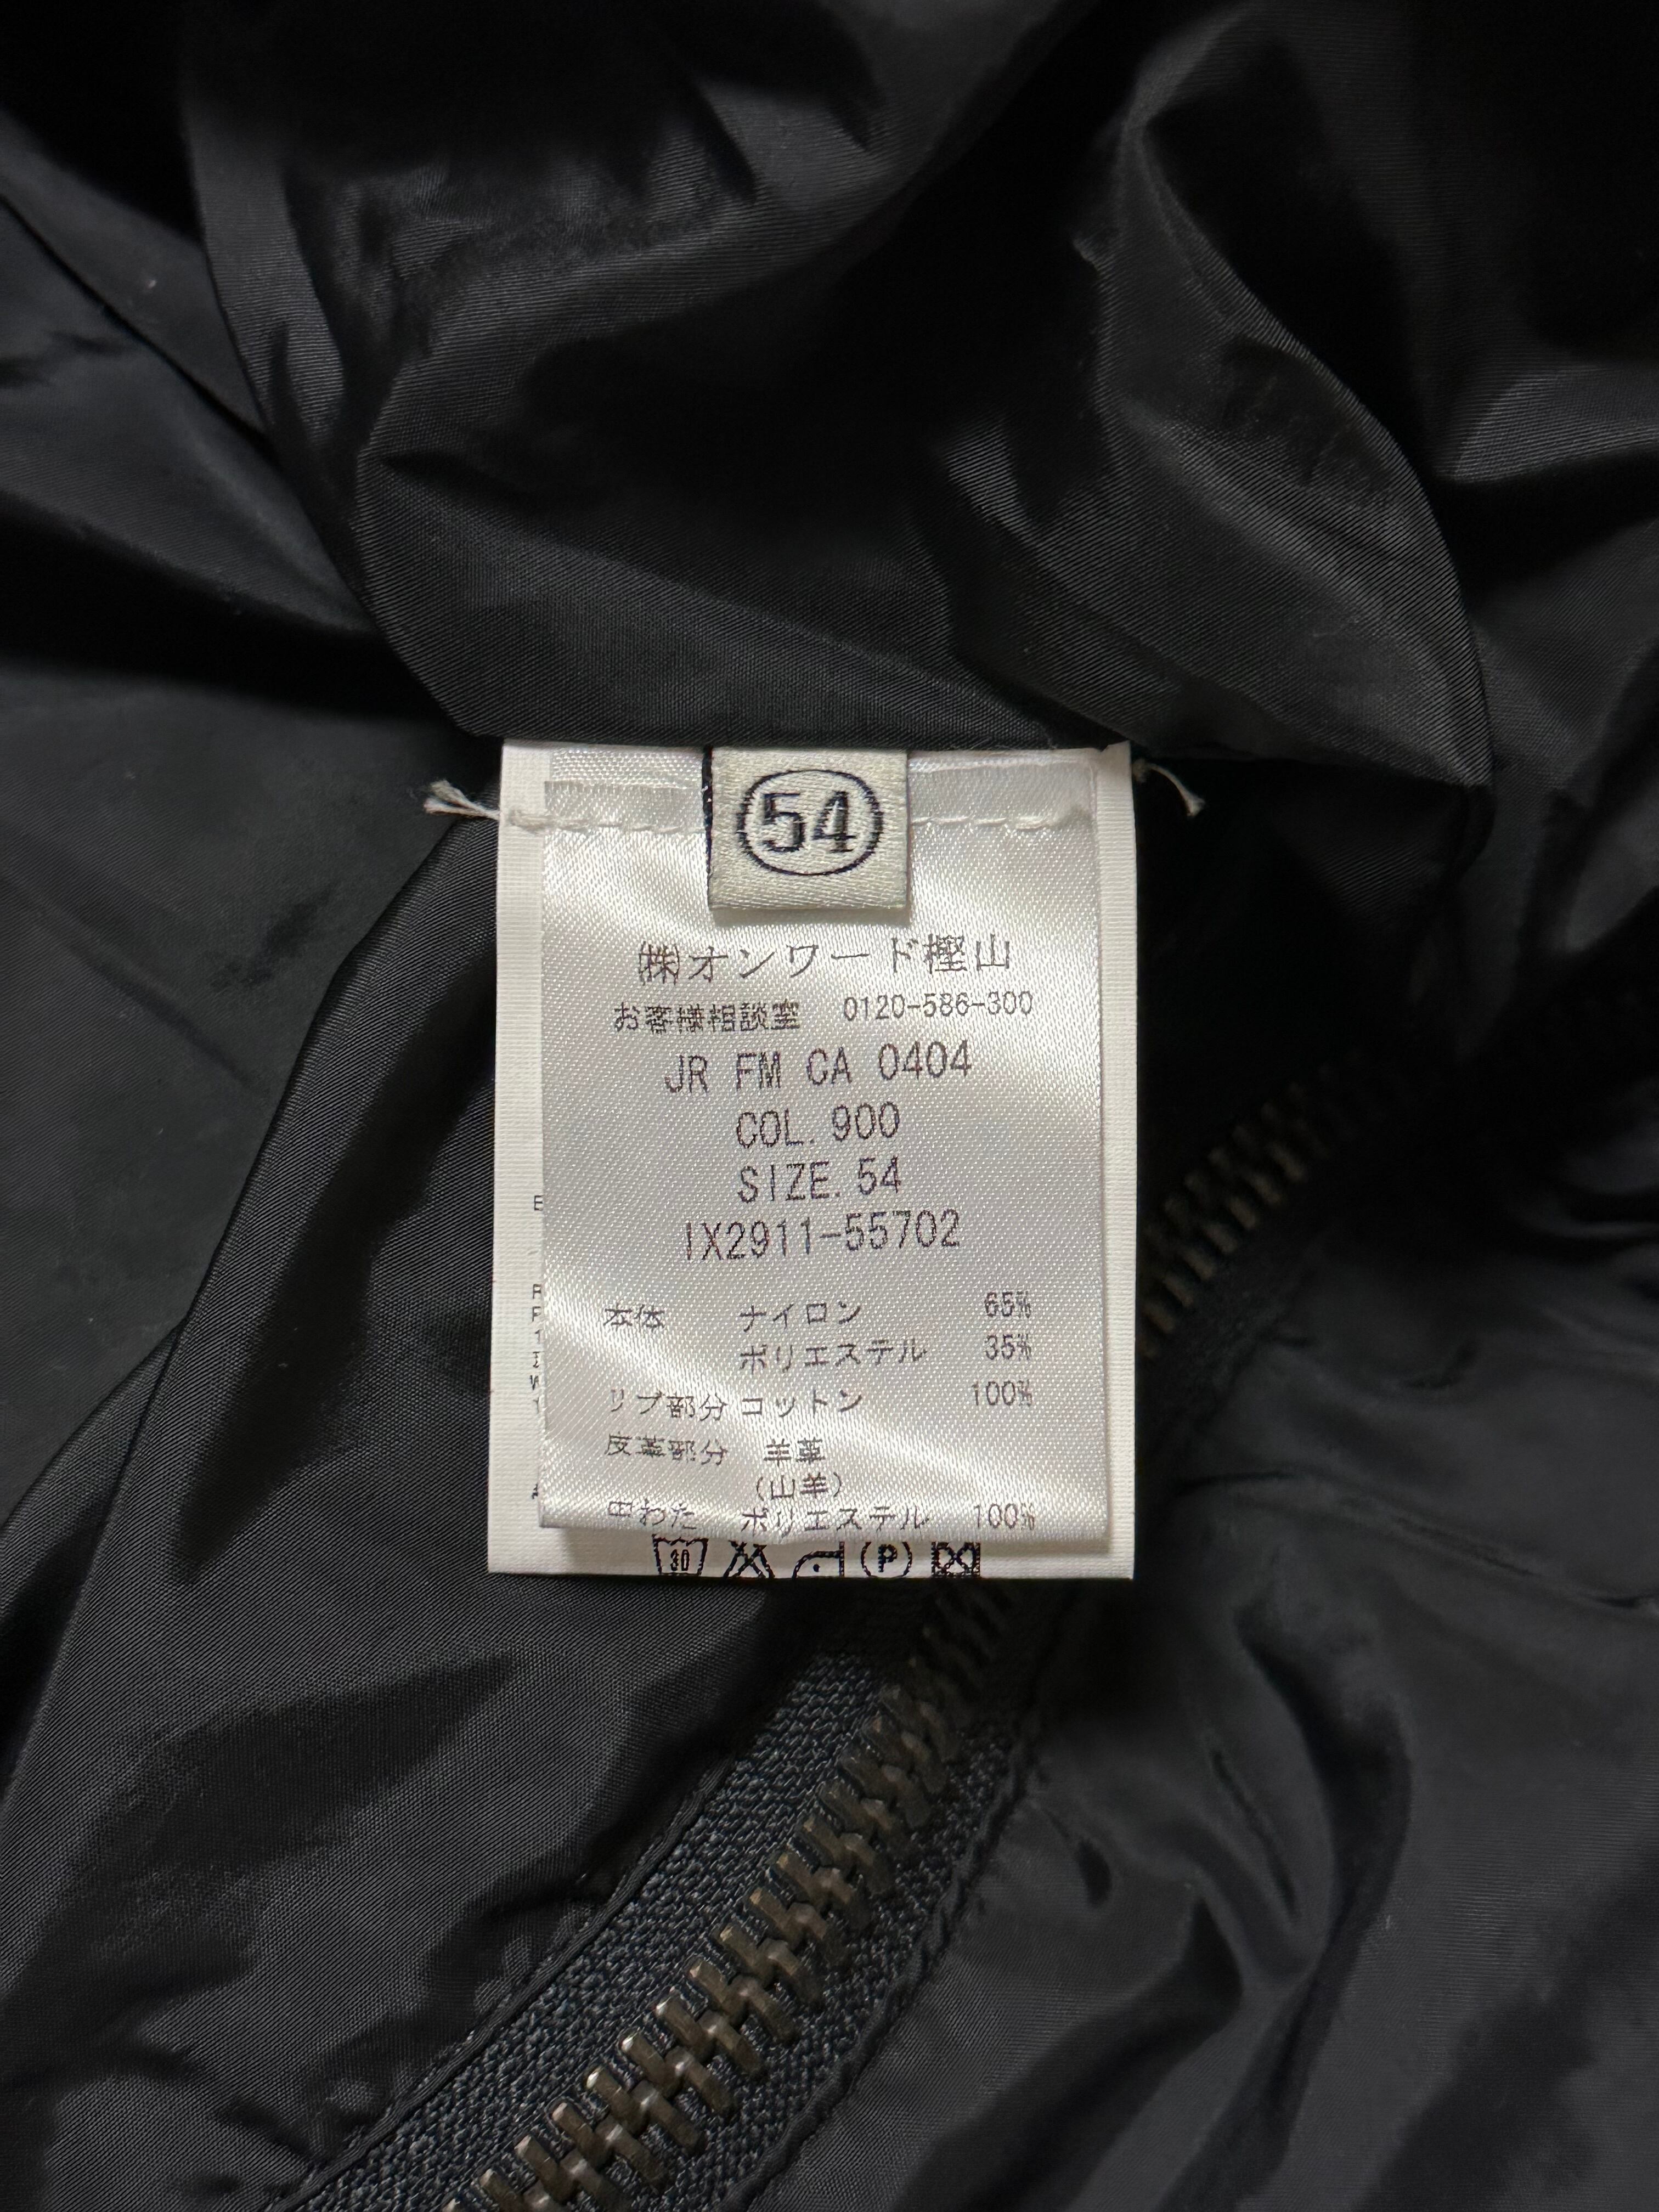 54
㈱オンワード樫山
お客様相談室 0120-586-300
JR FM CA 0404
COL. 900
SIZE. 54
IX2911-55702
本体 ナイロン 65%
ポリエステル 35%
リブ部分 コットン 100%
皮革部分 羊革
(山羊)
中わた ポリエステル 100%
30 P